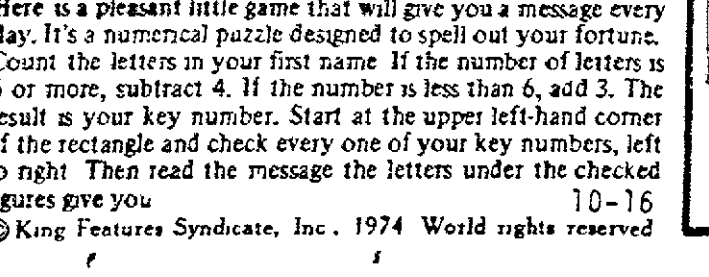 Here is a pleasant little game that will give you a message every
day. It's a numerical puzzle designed to spell out your fortune.
Count the letters in your first name If the number of letters is
6 or more, subtract 4. If the number is less than 6, add 3. The
result is your key number. Start at the upper left-hand corner
of the rectangle and check every one of your key numbers, left
to right Then read the message the letters under the checked
figures give you 10-16
© King Features Syndicate, Inc. 1974 World rights reserved